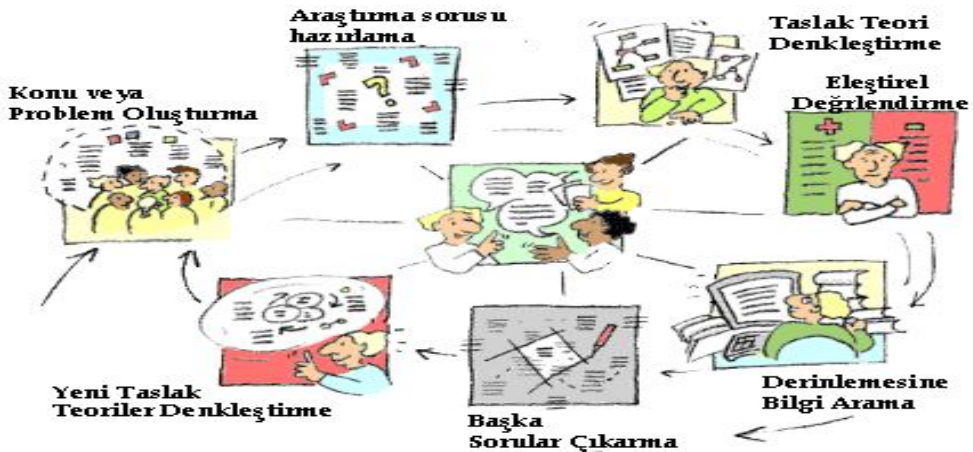 Konu veya
Problem Oluşturma
Araştırma sorusu
hazırlama
Taslak Teori
Denkleştirme
Eleştirel
Değrlendirme
Derinlemesine
Bilgi Arama
Başka
Sorular Çıkarma
Yeni Taslak
Teoriler Denkleştirme